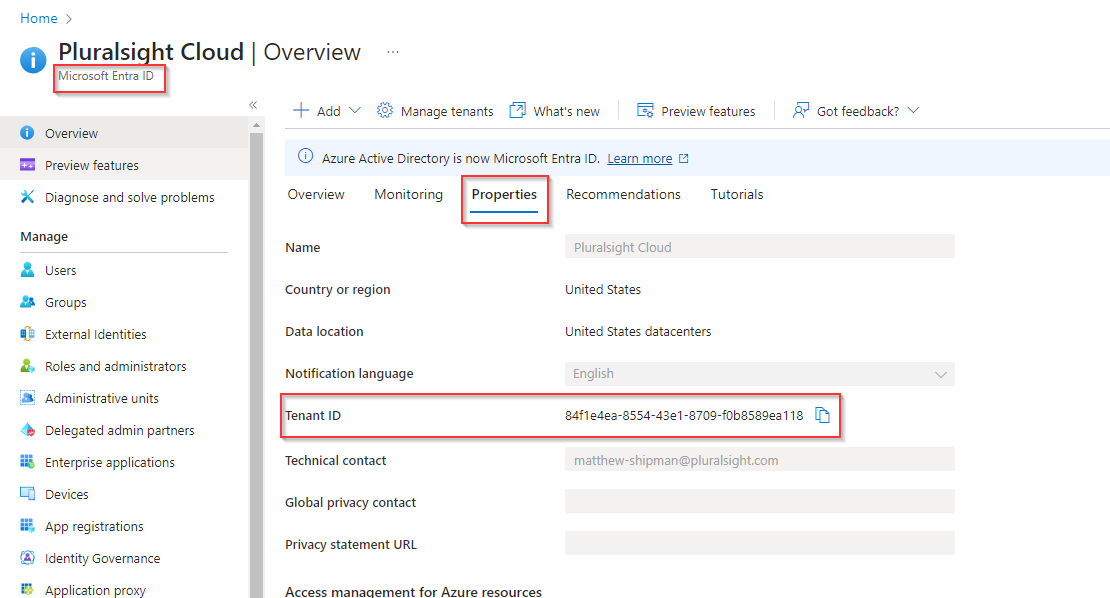 Home
Pluralsight Cloud | Overview ...
Microsoft Entra ID
Overview
Preview features
Diagnose and solve problems
Manage
Users
Groups
External Identities
Roles and administrators
Administrative units
Delegated admin partners
Enterprise applications
Devices
App registrations
Identity Governance
Application proxy
Add Manage tenants What's new Preview features Got feedback?
Azure Active Directory is now Microsoft Entra ID. Learn more
Overview Monitoring Properties Recommendations Tutorials
Name Pluralsight Cloud
Country or region United States
Data location United States datacenters
Notification language English
Tenant ID 84f1e4ea-8554-43e1-8709-f0b8589ea118
Technical contact matthew-shipman@pluralsight.com
Global privacy contact
Privacy statement URL
Access management for Azure resources